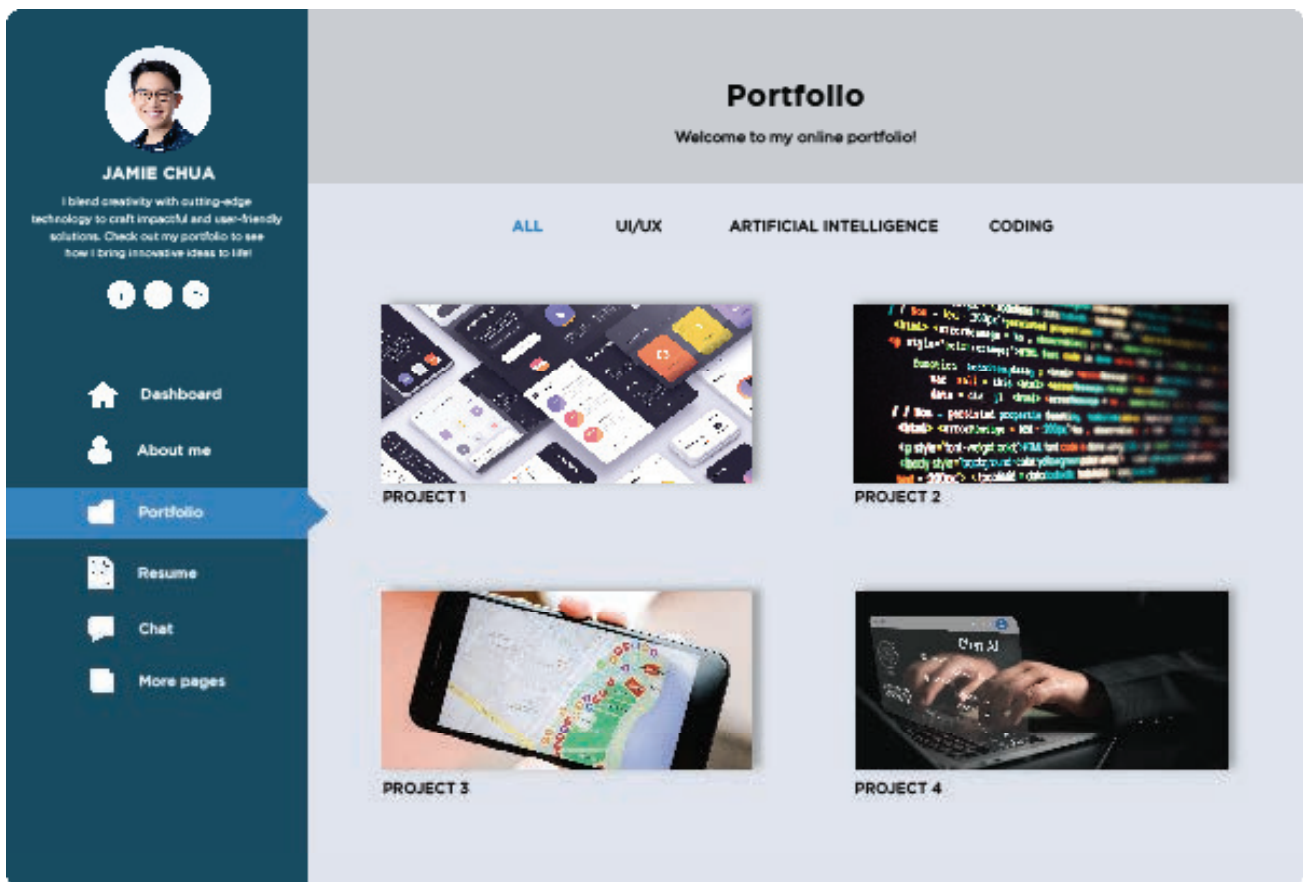 JAMIE CHUA
I blend creativity with cutting-edge
technology to craft impactful and user-friendly
solutions. Check out my portfolio to see
how I bring innovative ideas to life!
Dashboard
About me
Portfolio
Resume
Chat
More pages
Portfolio
Welcome to my online portfolio!
ALL UI/UX ARTIFICIAL INTELLIGENCE CODING
PROJECT 1
PROJECT 2
PROJECT 3
PROJECT 4